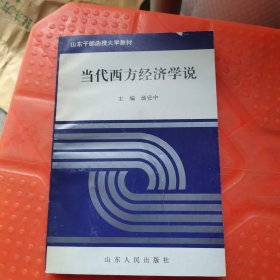 山东干部函授大学教材
当代西方经济学说
主编 汤安中
山东人民出版社